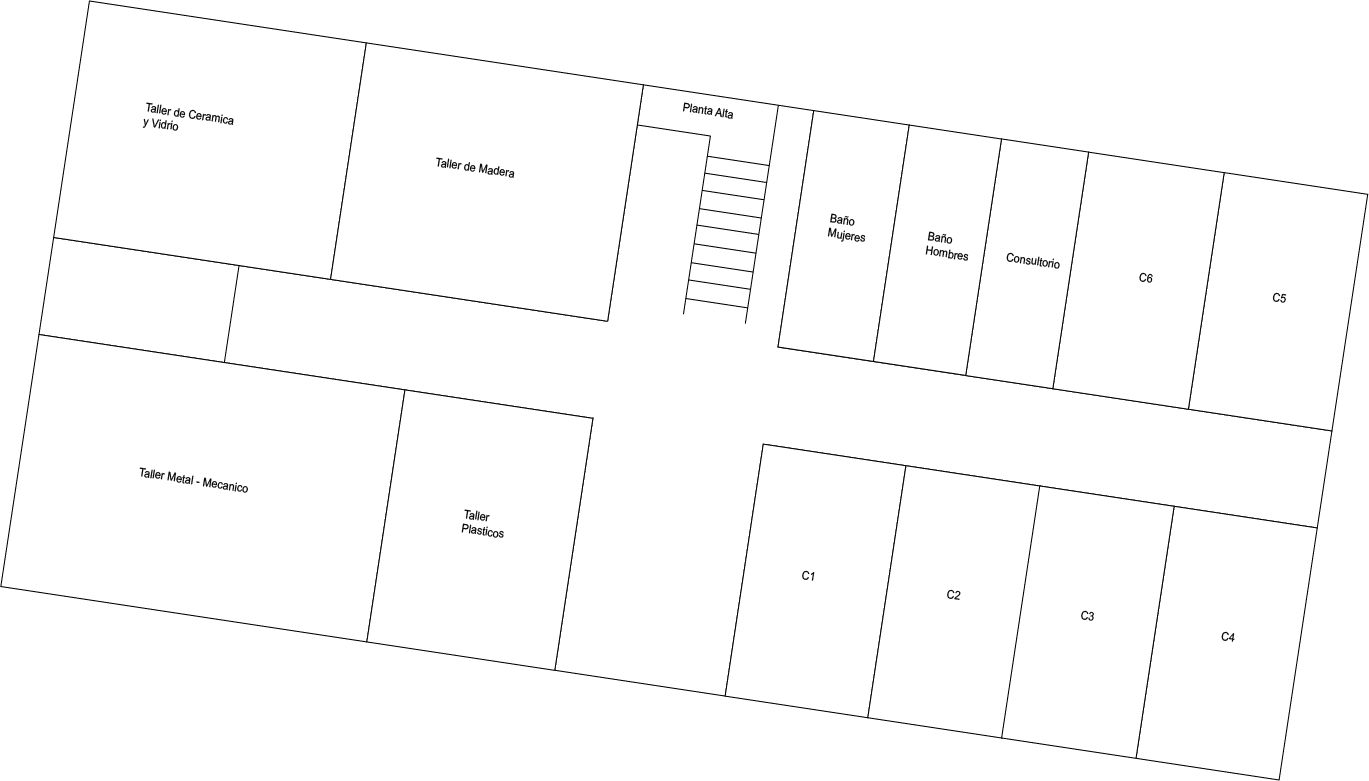 Taller de Ceramica
y Vidrio
Taller de Madera
Planta Alta
Baño
Mujeres
Baño
Hombres
Consultorio
C6
C5
Taller Metal - Mecanico
Taller
Plasticos
C1
C2
C3
C4